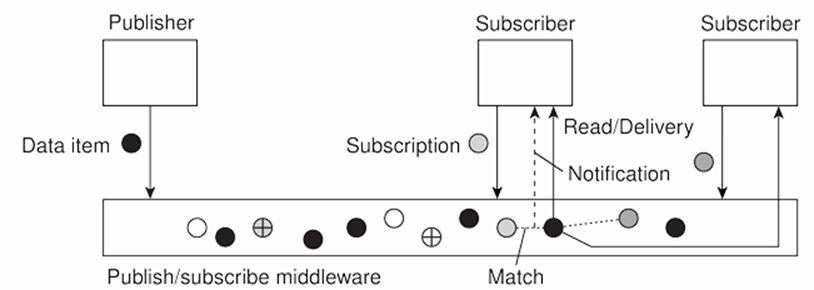 Publisher
Subscriber
Subscriber
Data item
Subscription
Read/Delivery
Notification
Publish/subscribe middleware
Match